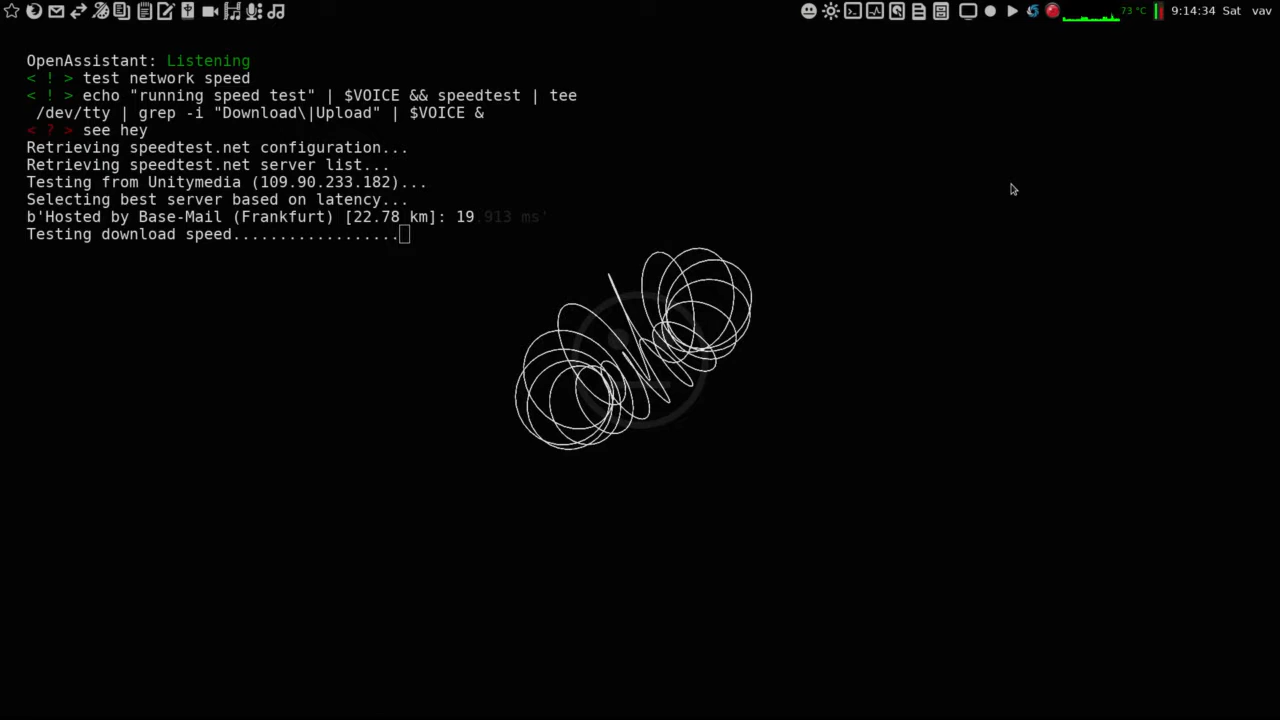 73 °C 9:14:34 Sat vav
OpenAssistant: Listening
< ! > test network speed
< ! > echo "running speed test" | $VOICE && speedtest | tee
/dev/tty | grep -i "Download\|Upload" | $VOICE &
< ? > see hey
Retrieving speedtest.net configuration...
Retrieving speedtest.net server list...
Testing from Unitymedia (109.90.233.182)...
Selecting best server based on latency...
b'Hosted by Base-Mail (Frankfurt) [22.78 km]: 19.913 ms'
Testing download speed..................